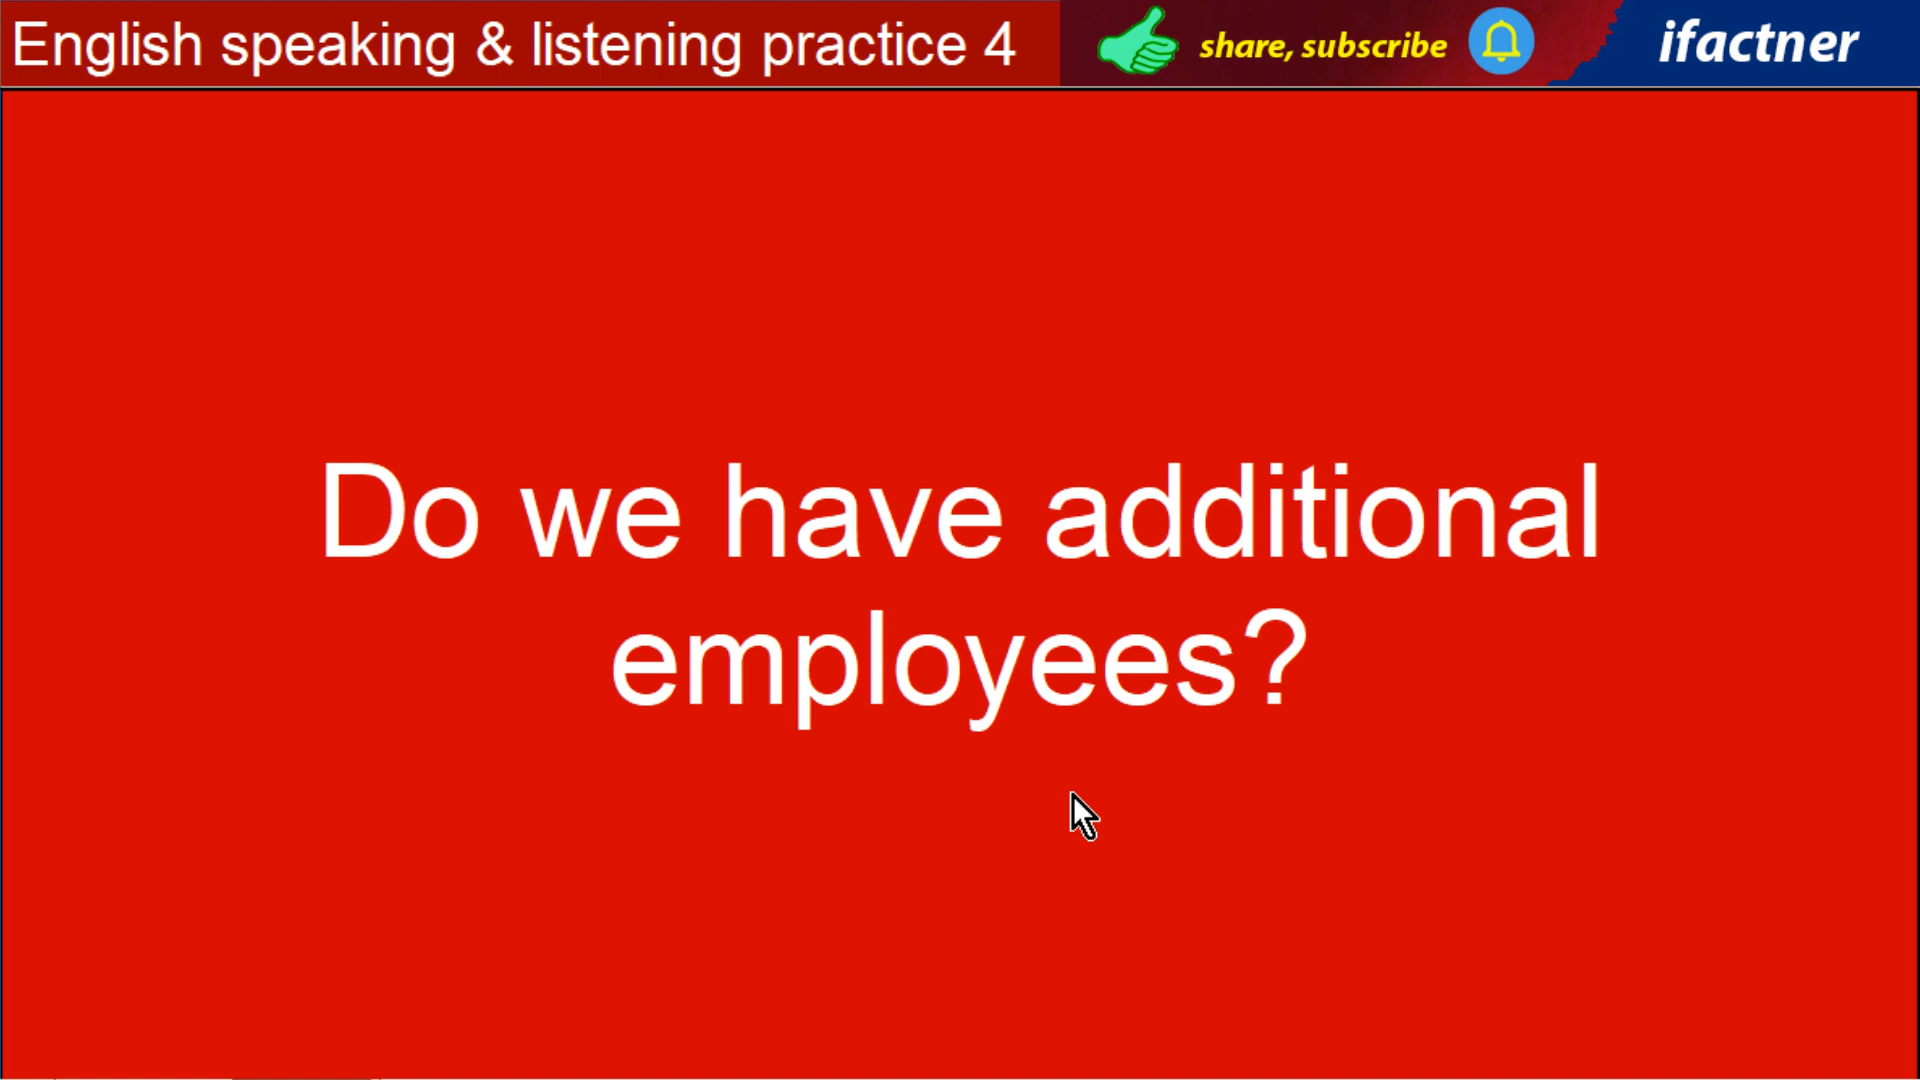 English speaking & listening practice 4
share, subscribe
ifactner
Do we have additional
employees?